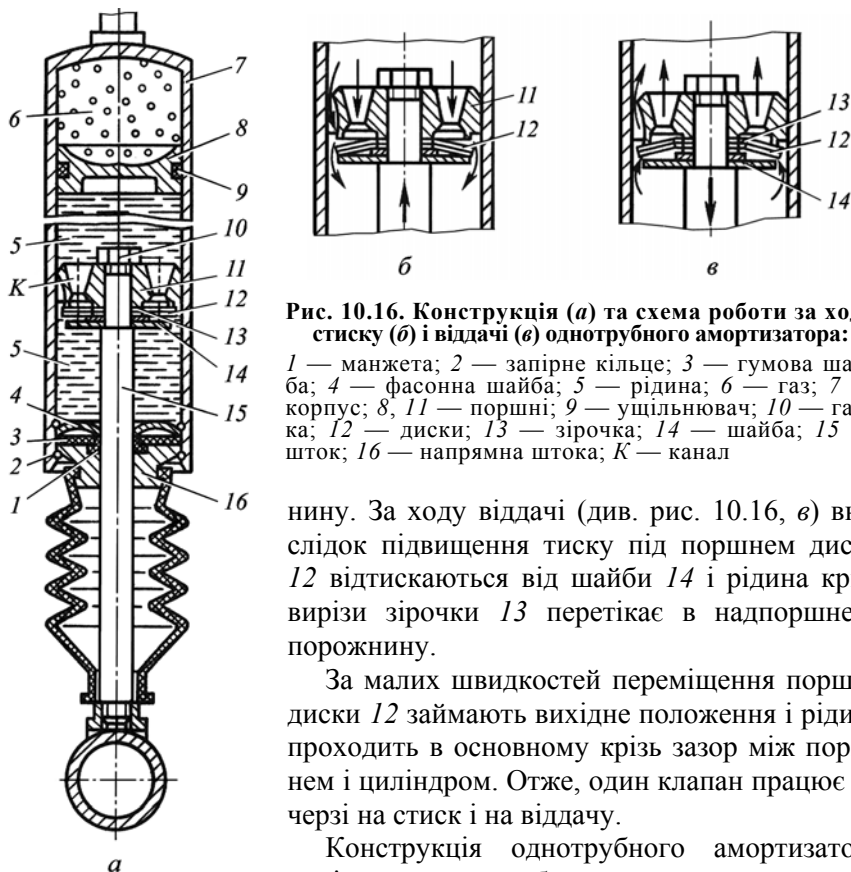 7
6
8
9
5
10
К
11
12
13
5
14
4
15
3
2
1
16
а
11
12
б
13
12
14
в
Рис. 10.16. Конструкція (а) та схема роботи за ход
стиску (б) і віддачі (в) однотрубного амортизатора:
1 — манжета; 2 — запірне кільце; 3 — гумова ша
ба; 4 — фасонна шайба; 5 — рідина; 6 — газ; 7
корпус; 8, 11 — поршні; 9 — ущільнювач; 10 — га
ка; 12 — диски; 13 — зірочка; 14 — шайба; 15
шток; 16 — напрямна штока; К — канал
нину. За ходу віддачі (див. рис. 10.16, в) вн
слідок підвищення тиску під поршнем дис
12 відтискаються від шайби 14 і рідина кр
вирізи зірочки 13 перетікає в надпоршне
порожнину.
За малих швидкостей переміщення порш
диски 12 займають вихідне положення і ріди
проходить в основному крізь зазор між пор
нем і циліндром. Отже, один клапан працює
черзі на стиск і на віддачу.
Конструкція однотрубного амортизато